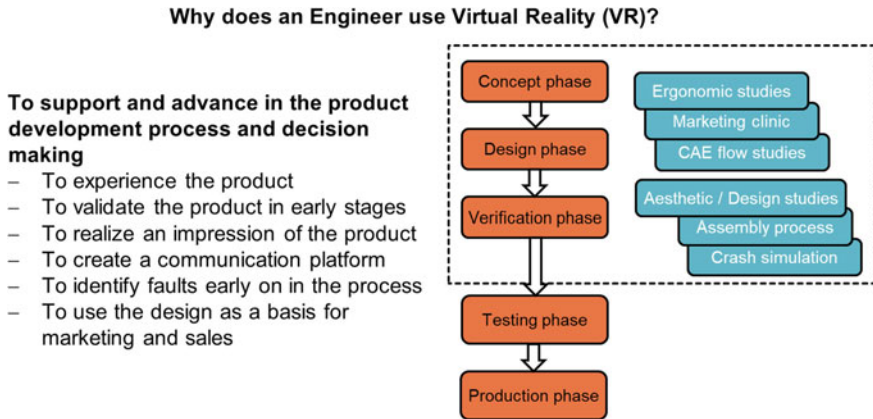 Why does an Engineer use Virtual Reality (VR)?
To support and advance in the product
development process and decision
making
– To experience the product
– To validate the product in early stages
– To realize an impression of the product
– To create a communication platform
– To identify faults early on in the process
– To use the design as a basis for
marketing and sales
Concept phase
Design phase
Verification phase
Testing phase
Production phase
Ergonomic studies
Marketing clinic
CAE flow studies
Aesthetic / Design studies
Assembly process
Crash simulation